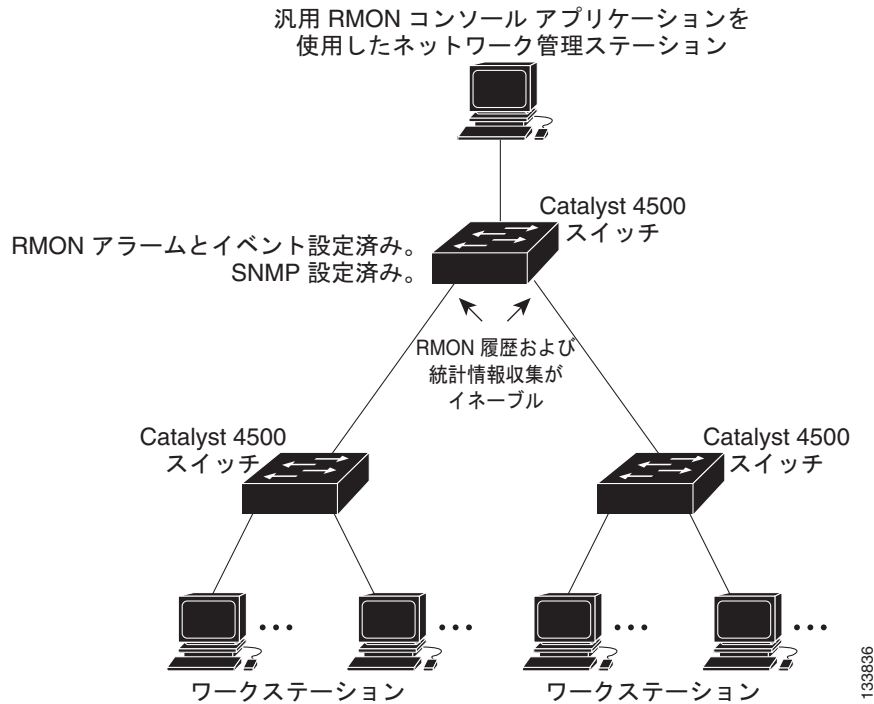 汎用 RMON コンソール アプリケーションを
使用したネットワーク管理ステーション
Catalyst 4500
スイッチ
RMON アラームとイベント設定済み。
SNMP 設定済み。
RMON 履歴および
統計情報収集が
イネーブル
Catalyst 4500
スイッチ
Catalyst 4500
スイッチ
...
...
...
...
ワークステーション
ワークステーション
133836